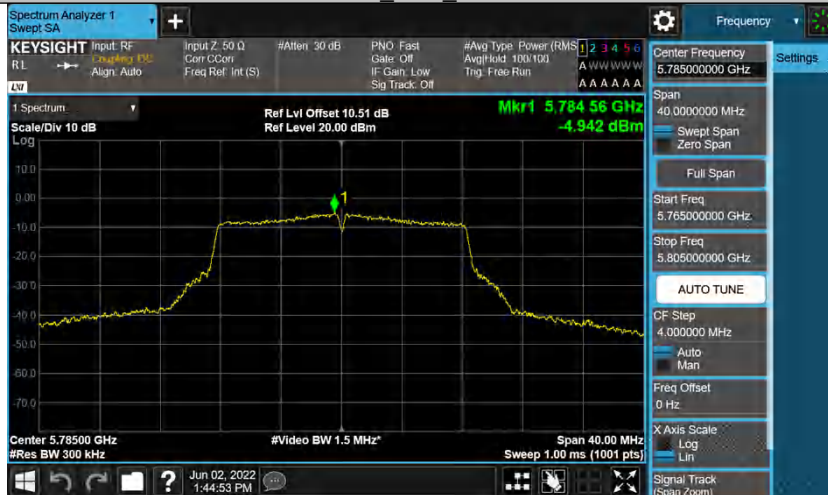 Spectrum Analyzer 1
Swept SA
Frequency
KEYSIGHT
Input: RF
Coupling: DC
Align: Auto
RL
LNI
Input Z: 50 Ω
Corr CCorr
Freq Ref: Int (S)
#Atten: 30 dB
PNO: Fast
Gate: Off
IF Gain: Low
Sig Track: Off
#Avg Type: Power (RMS
Avg|Hold: 100/100
Trig: Free Run
1 2 3 4 5 6
A W W W W W
A A A A A A
Settings
Center Frequency
5.785000000 GHz
Span
40.0000000 MHz
Swept Span
Zero Span
Full Span
Start Freq
5.765000000 GHz
Stop Freq
5.805000000 GHz
AUTO TUNE
CF Step
4.000000 MHz
Auto
Man
Freq Offset
0 Hz
X Axis Scale
Log
Lin
Signal Track
(Span Zoom)
1 Spectrum
Scale/Div 10 dB
Ref Lvl Offset 10.51 dB
Ref Level 20.00 dBm
Mkr1 5.784 56 GHz
-4.942 dBm
Log
10.0
0.00
-10.0
-20.0
-30.0
-40.0
-50.0
-60.0
-70.0
1
Center 5.78500 GHz
#Res BW 300 kHz
#Video BW 1.5 MHz*
Span 40.00 MHz
Sweep 1.00 ms (1001 pts)
?
Jun 02, 2022
1:44:53 PM